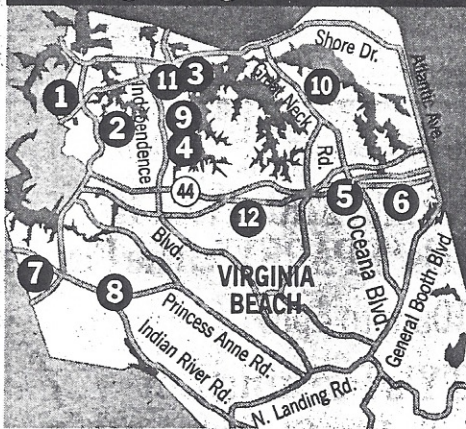 Shore Dr.
Atlantic Ave.
Great Neck
Rd.
Independence
Blvd.
1
2
3
11
9
4
10
44
12
5
6
7
8
VIRGINIA
BEACH
Oceana Blvd.
General Booth Blvd.
Princess Anne Rd.
Indian River Rd.
N. Landing Rd.